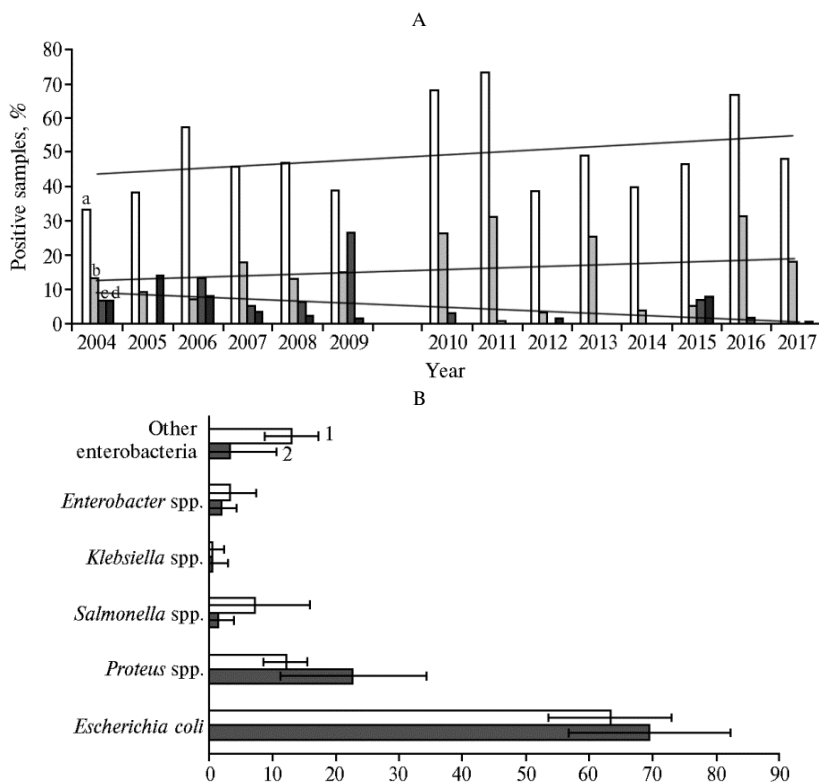 A
Positive samples, %
80
70
60
50
40
30
20
10
0
a
b
c d
2004 2005 2006 2007 2008 2009 2010 2011 2012 2013 2014 2015 2016 2017
Year
B
Other
enterobacteria
1
2
Enterobacter spp.
Klebsiella spp.
Salmonella spp.
Proteus spp.
Escherichia coli
0 10 20 30 40 50 60 70 80 90